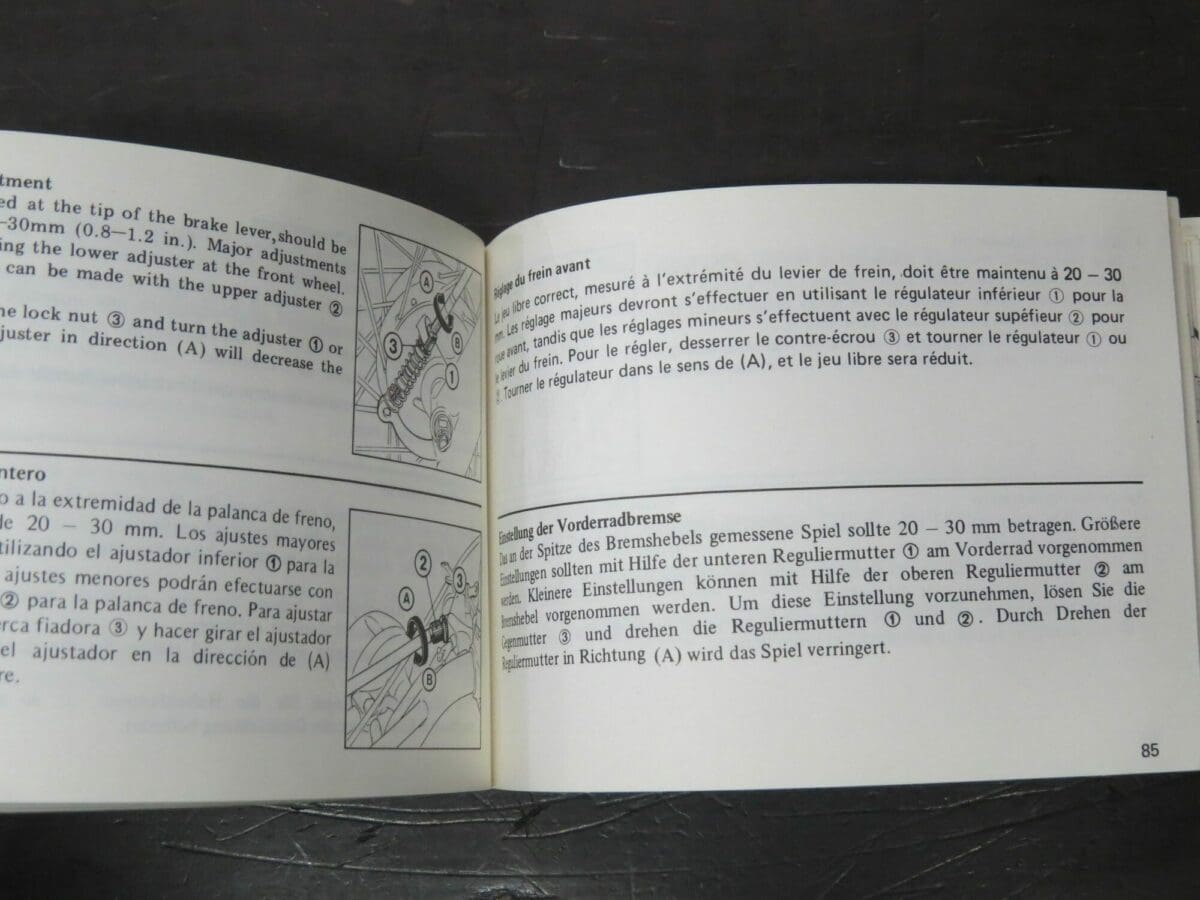 tment
ed at the tip of the brake lever, should be
–30mm (0.8—1.2 in.). Major adjustments
ing the lower adjuster at the front wheel.
can be made with the upper adjuster ②
ne lock nut ③ and turn the adjuster ① or
juster in direction (A) will decrease the
ntero
o a la extremidad de la palanca de freno,
de 20 – 30 mm. Los ajustes mayores
tilizando el ajustador inferior ① para la
ajustes menores podrán efectuarse con
② para la palanca de freno. Para ajustar
erca fiadora ③ y hacer girar el ajustador
el ajustador en la dirección de (A)
re.
A
3
B
1
2
3
A
B
Réglage du frein avant
Le jeu libre correct, mesuré à l'extrémité du levier de frein, doit être maintenu à 20 – 30
mm. Les réglage majeurs devront s'effectuer en utilisant le régulateur inférieur ① pour la
que avant, tandis que les réglages mineurs s'effectuent avec le régulateur supéfieur ② pour
le levier du frein. Pour le régler, desserrer le contre-écrou ③ et tourner le régulateur ① ou
②. Tourner le régulateur dans le sens de (A), et le jeu libre sera réduit.
Einstellung der Vorderradbremse
Das an der Spitze des Bremshebels gemessene Spiel sollte 20 – 30 mm betragen. Größere
Einstellungen sollten mit Hilfe der unteren Reguliermutter ① am Vorderrad vorgenommen
werden. Kleinere Einstellungen können mit Hilfe der oberen Reguliermutter ② am
Bremshebel vorgenommen werden. Um diese Einstellung vorzunehmen, lösen Sie die
Gegenmutter ③ und drehen die Reguliermuttern ① und ②. Durch Drehen der
Reguliermutter in Richtung (A) wird das Spiel verringert.
85